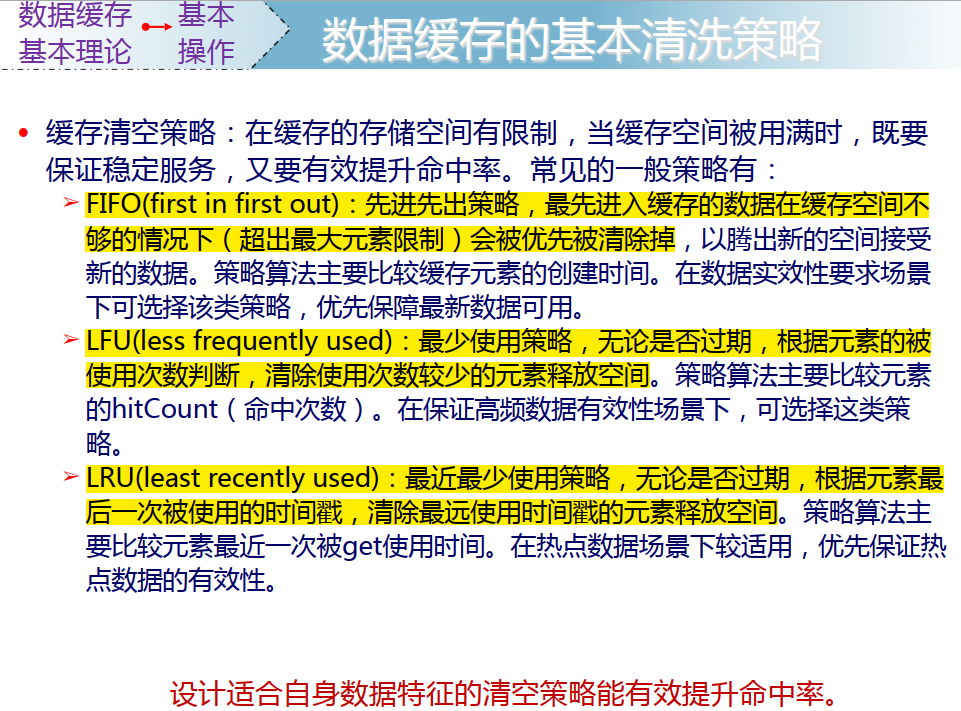 数据缓存
基本理论
基本
操作
数据缓存的基本清洗策略
缓存清空策略：在缓存的存储空间有限制，当缓存空间被用满时，既要
保证稳定服务，又要有效提升命中率。常见的一般策略有：
FIFO(first in first out)：先进先出策略，最先进入缓存的数据在缓存空间不
够的情况下（超出最大元素限制）会被优先被清除掉，以腾出新的空间接受
新的数据。策略算法主要比较缓存元素的创建时间。在数据实效性要求场景
下可选择该类策略，优先保障最新数据可用。
LFU(less frequently used)：最少使用策略，无论是否过期，根据元素的被
使用次数判断，清除使用次数较少的元素释放空间。策略算法主要比较元素
的hitCount（命中次数）。在保证高频数据有效性场景下，可选择这类策
略。
LRU(least recently used)：最近最少使用策略，无论是否过期，根据元素最
后一次被使用的时间戳，清除最远使用时间戳的元素释放空间。策略算法主
要比较元素最近一次被get使用时间。在热点数据场景下较适用，优先保证热
点数据的有效性。
设计适合自身数据特征的清空策略能有效提升命中率。